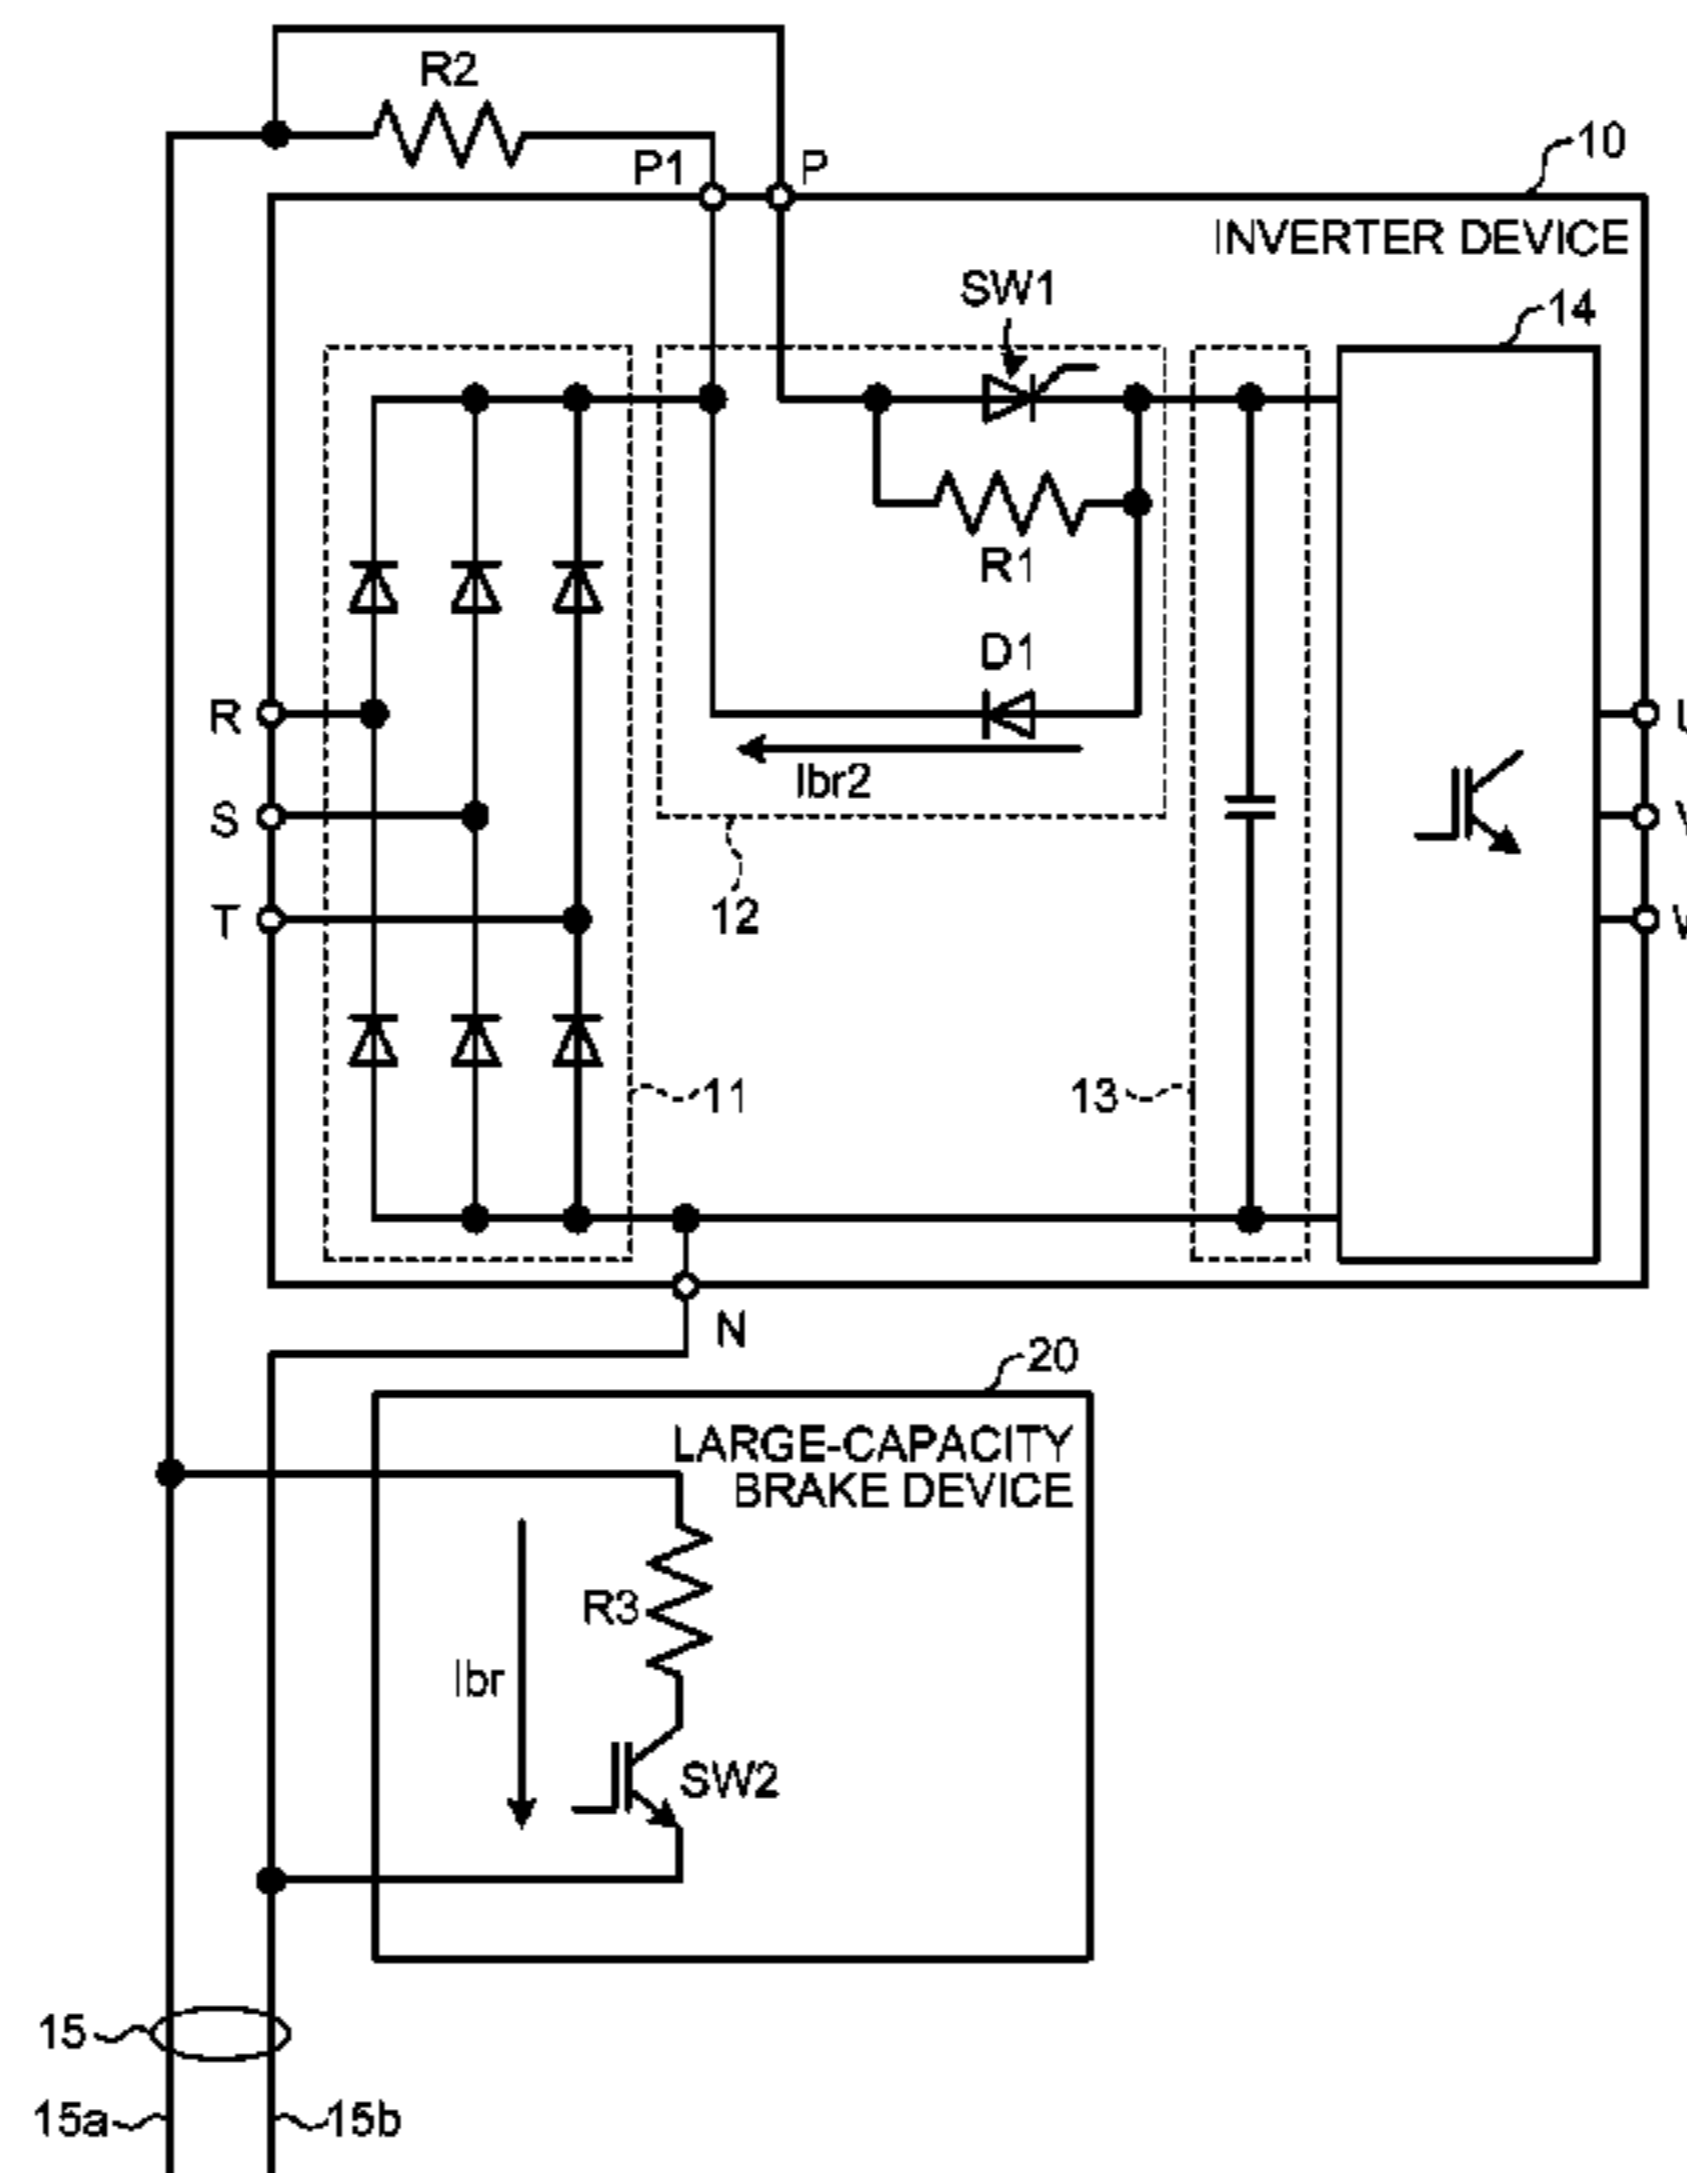 R2
P1
P
10
INVERTER DEVICE
SW1
14
R1
D1
R
Ibr2
S
V
T
12
11
13
N
20
LARGE-CAPACITY
BRAKE DEVICE
R3
Ibr
SW2
15
15a
15b